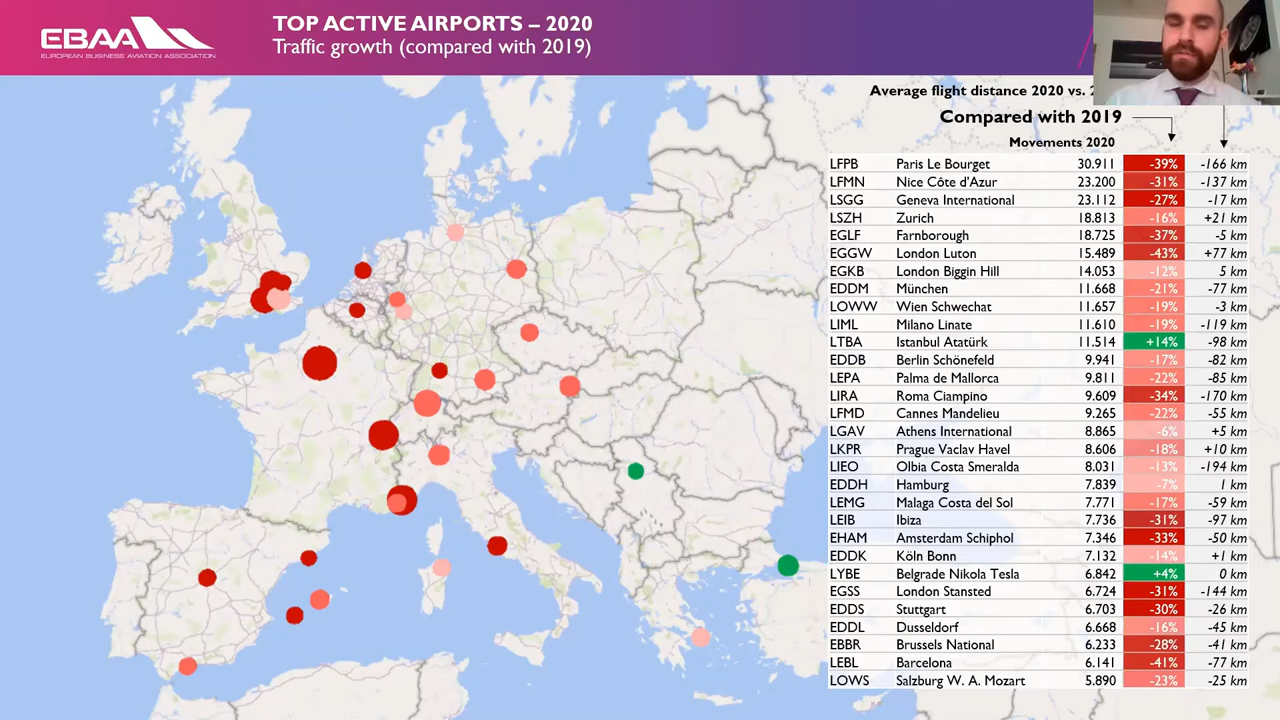 EBAA
EUROPEAN BUSINESS AVIATION ASSOCIATION
TOP ACTIVE AIRPORTS – 2020
Traffic growth (compared with 2019)
Average flight distance 2020 vs.
Compared with 2019
Movements 2020
LFPB Paris Le Bourget 30.911 -39% -166 km
LFMN Nice Côte d'Azur 23.200 -31% -137 km
LSGG Geneva International 23.112 -27% -17 km
LSZH Zurich 18.813 -16% +21 km
EGLF Farnborough 18.725 -37% -5 km
EGGW London Luton 15.489 -43% +77 km
EGKB London Biggin Hill 14.053 -12% 5 km
EDDM München 11.668 -21% -77 km
LOWW Wien Schwechat 11.657 -19% -3 km
LIML Milano Linate 11.610 -19% -119 km
LTBA Istanbul Atatürk 11.514 +14% -98 km
EDDB Berlin Schönefeld 9.941 -17% -82 km
LEPA Palma de Mallorca 9.811 -22% -85 km
LIRA Roma Ciampino 9.609 -34% -170 km
LFMD Cannes Mandelieu 9.265 -22% -55 km
LGAV Athens International 8.865 -6% +5 km
LKPR Prague Vaclav Havel 8.606 -18% +10 km
LIEO Olbia Costa Smeralda 8.031 -13% -194 km
EDDH Hamburg 7.839 -7% 1 km
LEMG Malaga Costa del Sol 7.771 -17% -59 km
LEIB Ibiza 7.736 -31% -97 km
EHAM Amsterdam Schiphol 7.346 -33% -50 km
EDDK Köln Bonn 7.132 -14% +1 km
LYBE Belgrade Nikola Tesla 6.842 +4% 0 km
EGSS London Stansted 6.724 -31% -144 km
EDDS Stuttgart 6.703 -30% -26 km
EDDL Dusseldorf 6.668 -16% -45 km
EBBR Brussels National 6.233 -28% -41 km
LEBL Barcelona 6.141 -41% -77 km
LOWS Salzburg W. A. Mozart 5.890 -23% -25 km